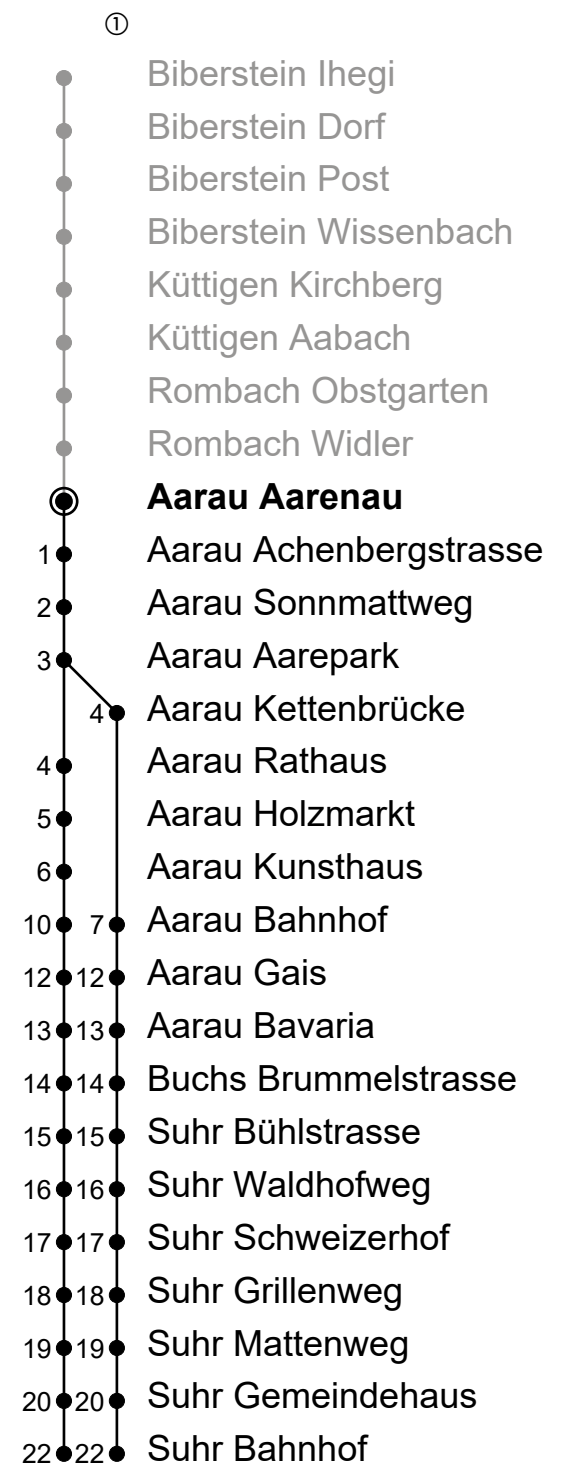 ①
Biberstein Ihegi
Biberstein Dorf
Biberstein Post
Biberstein Wissenbach
Küttigen Kirchberg
Küttigen Aabach
Rombach Obstgarten
Rombach Widler
Aarau Aarenau
1 Aarau Achenbergstrasse
2 Aarau Sonnmattweg
3 Aarau Aarepark
4 Aarau Kettenbrücke
4 Aarau Rathaus
5 Aarau Holzmarkt
6 Aarau Kunsthaus
10 7 Aarau Bahnhof
12 12 Aarau Gais
13 13 Aarau Bavaria
14 14 Buchs Brummelstrasse
15 15 Suhr Bühlstrasse
16 16 Suhr Waldhofweg
17 17 Suhr Schweizerhof
18 18 Suhr Grillenweg
19 19 Suhr Mattenweg
20 20 Suhr Gemeindehaus
22 22 Suhr Bahnhof